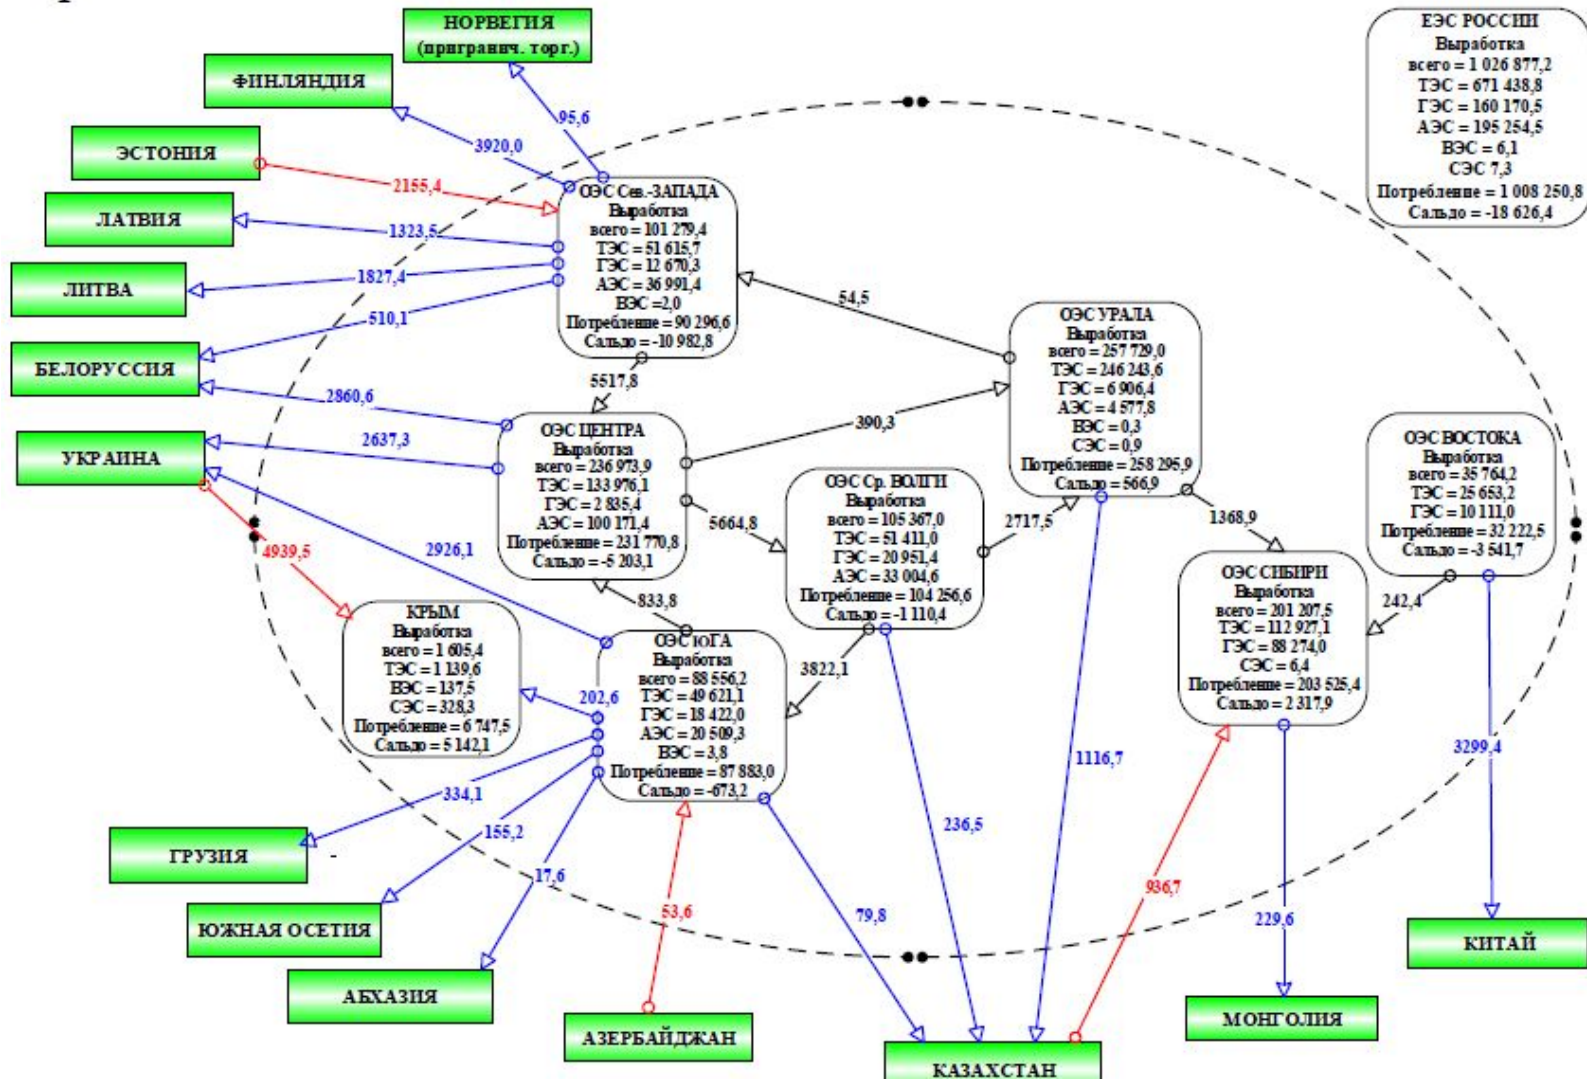 НОРВЕГИЯ
(пригранич. торг.)
ФИНЛЯНДИЯ
ЭСТОНИЯ
ЛАТВИЯ
ЛИТВА
БЕЛОРУССИЯ
УКРАИНА
95,6
3920,0
2155,4
1323,5
1827,4
510,1
2860,6
2637,3
4939,5
2926,1
ЕЭС РОССИИ
Выработка
всего = 1 026 877,2
ТЭС = 671 438,8
ГЭС = 160 170,5
АЭС = 195 254,5
ВЭС = 6,1
СЭС 7,3
Потребление = 1 008 250,8
Сальдо = -18 626,4
ОЭС Сев.-ЗАПАДА
Выработка
всего = 101 279,4
ТЭС = 51 615,7
ГЭС = 12 670,3
АЭС = 36 991,4
ВЭС =2,0
Потребление = 90 296,6
Сальдо = -10 982,8
54,5
5517,8
390,3
ОЭС УРАЛА
Выработка
всего = 257 729,0
ТЭС = 246 243,6
ГЭС = 6 906,4
АЭС = 4 577,8
ВЭС = 0,3
СЭС = 0,9
Потребление = 258 295,9
Сальдо = 566,9
ОЭС ЦЕНТРА
Выработка
всего = 236 973,9
ТЭС = 133 976,1
ГЭС = 2 835,4
АЭС = 100 171,4
Потребление = 231 770,8
Сальдо = -5 203,1
5664,8
ОЭС Ср. ВОЛГИ
Выработка
всего = 105 367,0
ТЭС = 51 411,0
ГЭС = 20 951,4
АЭС = 33 004,6
Потребление = 104 256,6
Сальдо = -1 110,4
2717,5
1368,9
ОЭС ВОСТОКА
Выработка
всего = 35 764,2
ТЭС = 25 653,2
ГЭС = 10 111,0
Потребление = 32 222,5
Сальдо = -3 541,7
242,4
ОЭС СИБИРИ
Выработка
всего = 201 207,5
ТЭС = 112 927,1
ГЭС = 88 274,0
СЭС = 6,4
Потребление = 203 525,4
Сальдо = 2 317,9
833,8
3822,1
КРЫМ
Выработка
всего = 1 605,4
ТЭС = 1 139,6
ВЭС = 137,5
СЭС = 328,3
Потребление = 6 747,5
Сальдо = 5 142,1
202,6
ОЭС ЮГА
Выработка
всего = 88 556,2
ТЭС = 49 621,1
ГЭС = 18 422,0
АЭС = 20 509,3
ВЭС = 3,8
Потребление = 87 883,0
Сальдо = -673,2
334,1
155,2
17,6
53,6
79,8
236,5
1116,7
936,7
229,6
3299,4
ГРУЗИЯ
-
ЮЖНАЯ ОСЕТИЯ
АБХАЗИЯ
АЗЕРБАЙДЖАН
КАЗАХСТАН
МОНГОЛИЯ
КИТАЙ